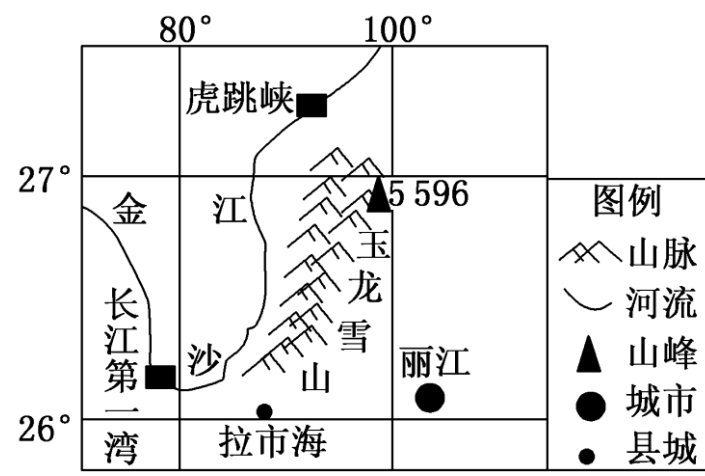 80°
100°
虎跳峡
27°
金
江
5 596
玉
龙
雪
山
长
江
第
一
湾
沙
丽江
26°
拉市海
图例
山脉
河流
山峰
城市
县城